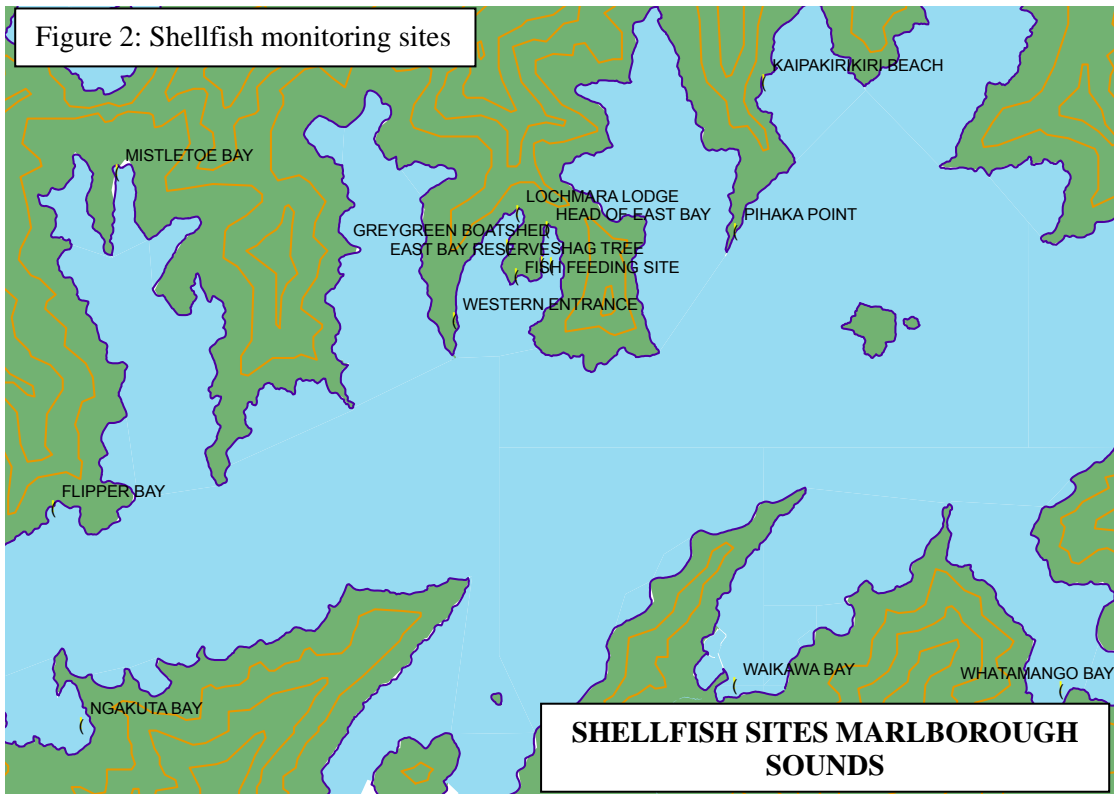 Figure 2: Shellfish monitoring sites
KAIPAKIRIKIRI BEACH
MISTLETOE BAY
LOCHMARA LODGE
HEAD OF EAST BAY
PIHAKA POINT
GREYGREEN BOATSHED
EAST BAY RESERVE
SHAG TREE
FISH FEEDING SITE
WESTERN ENTRANCE
FLIPPER BAY
WAIKAWA BAY
WHATAMANGO BAY
NGAKUTA BAY
SHELLFISH SITES MARLBOROUGH
SOUNDS